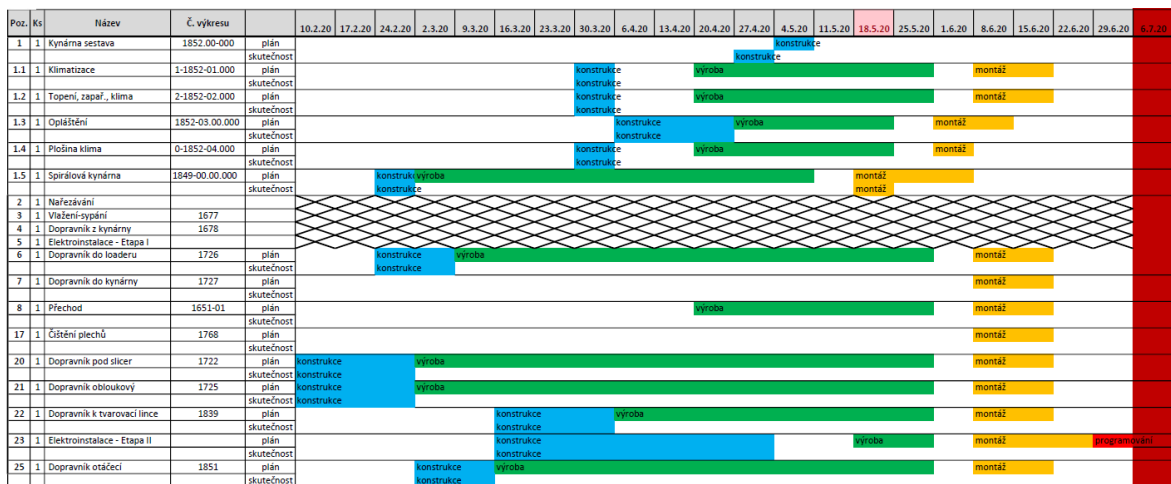 Poz. Ks Název Č. výkresu 10.2.20 17.2.20 24.2.20 2.3.20 9.3.20 16.3.20 23.3.20 30.3.20 6.4.20 13.4.20 20.4.20 27.4.20 4.5.20 11.5.20 18.5.20 25.5.20 1.6.20 8.6.20 15.6.20 22.6.20 29.6.20 6.7.20
1 1 Kynárna sestava 1852.00-000 plán konstrukce
skutečnost konstrukce
1.1 1 Klimatizace 1-1852-01.000 plán konstrukce výroba montáž
skutečnost konstrukce
1.2 1 Topení, zapař., klima 2-1852-02.000 plán konstrukce výroba montáž
skutečnost konstrukce
1.3 1 Opláštění 1852-03.00.000 plán konstrukce výroba montáž
skutečnost konstrukce
1.4 1 Plošina klima 0-1852-04.000 plán konstrukce výroba montáž
skutečnost konstrukce
1.5 1 Spirálová kynárna 1849-00.00.000 plán konstruk výroba montáž
skutečnost konstrukce montáž
2 1 Nařezávání
3 1 Vlažení-sypání 1677
4 1 Dopravník z kynárny 1678
5 1 Elektroinstalace - Etapa I
6 1 Dopravník do loaderu 1726 plán konstrukce výroba montáž
skutečnost konstrukce
7 1 Dopravník do kynárny 1727 plán montáž
skutečnost
8 1 Přechod 1651-01 plán výroba montáž
skutečnost
17 1 Čištění plechů 1768 plán montáž
skutečnost
20 1 Dopravník pod slicer 1722 plán konstrukce výroba montáž
skutečnost konstrukce
21 1 Dopravník obloukový 1725 plán konstrukce výroba montáž
skutečnost konstrukce
22 1 Dopravník k tvarovací lince 1839 plán konstrukce výroba montáž
skutečnost konstrukce
23 1 Elektroinstalace - Etapa II plán konstrukce výroba montáž programování
skutečnost konstrukce
25 1 Dopravník otáčecí 1851 plán konstrukce výroba montáž
skutečnost konstrukce